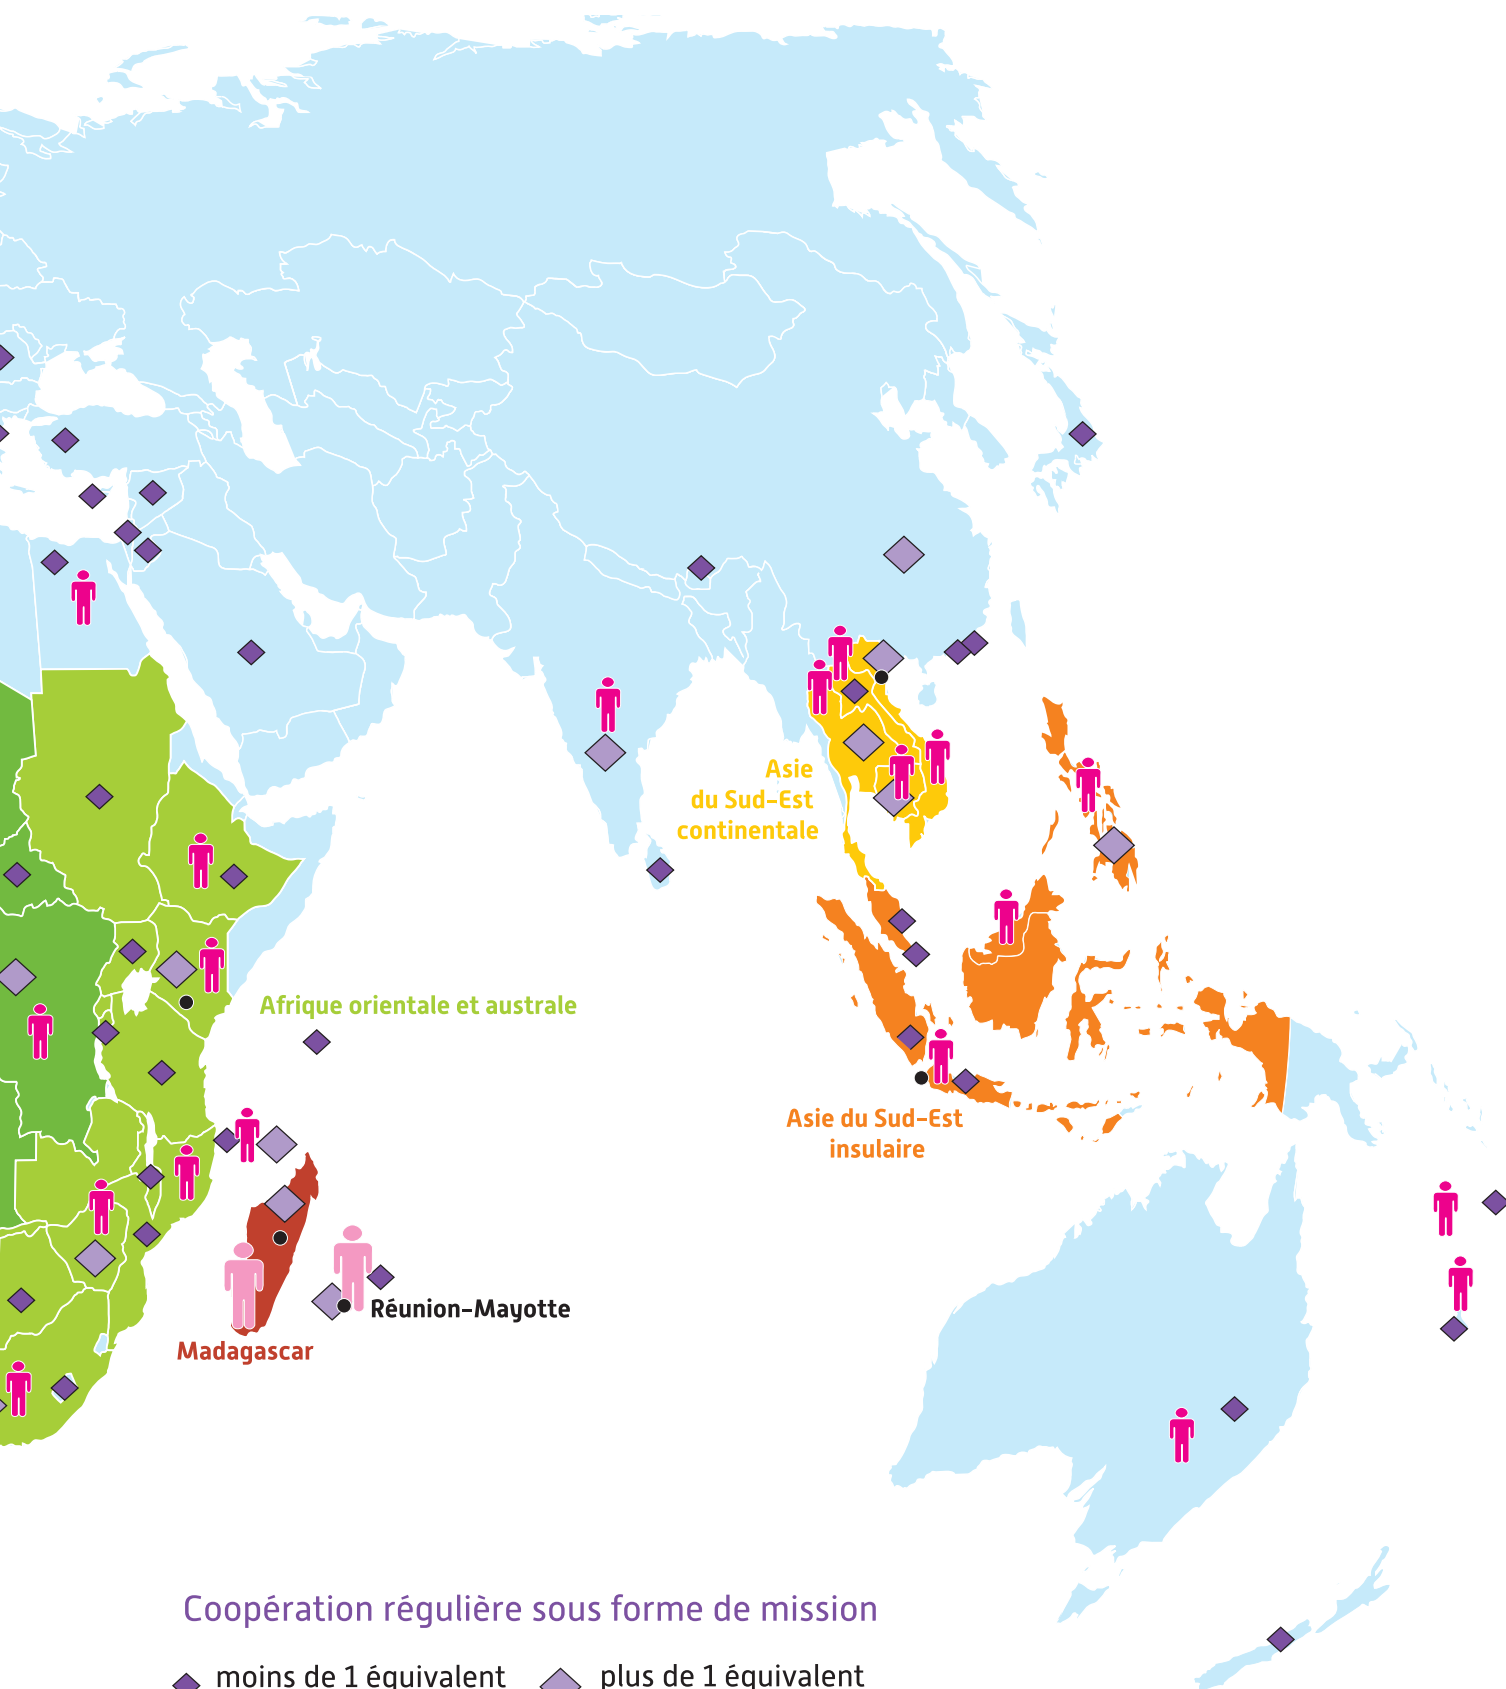 Asie
du Sud-Est
continentale
Afrique orientale et australe
Asie du Sud-Est
insulaire
Réunion-Mayotte
Madagascar
Coopération régulière sous forme de mission
moins de 1 équivalent
plus de 1 équivalent